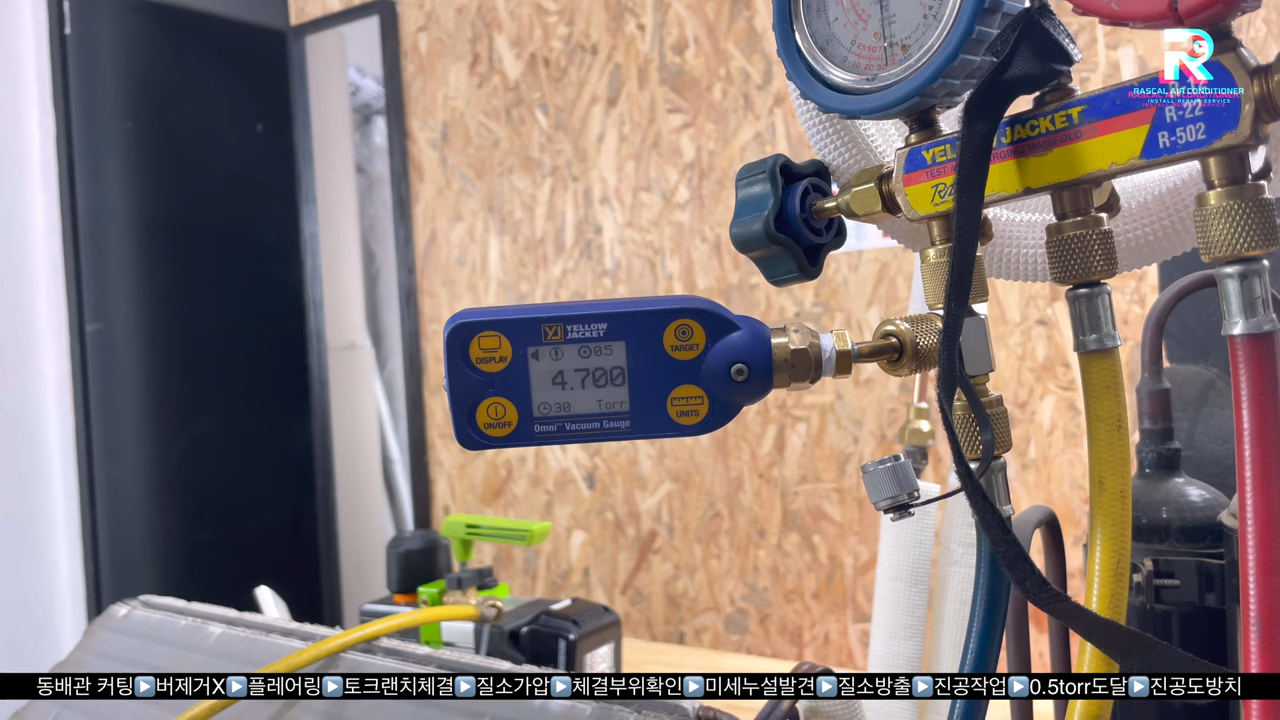 RASCAL AIR CONDITIONER
INSTALL·REPAIR·SERVICE
R-22
R-502
YELLOW JACKET
YJ YELLOW
JACKET
DISPLAY
TARGET
0.5
4.700
30 Torr
ON/OFF
UNITS
Omni™ Vacuum Gauge
동배관 커팅▶버제거X▶플레어링▶토크랜치체결▶질소가압▶체결부위확인▶미세누설발견▶질소방출▶진공작업▶0.5torr도달▶진공도방치